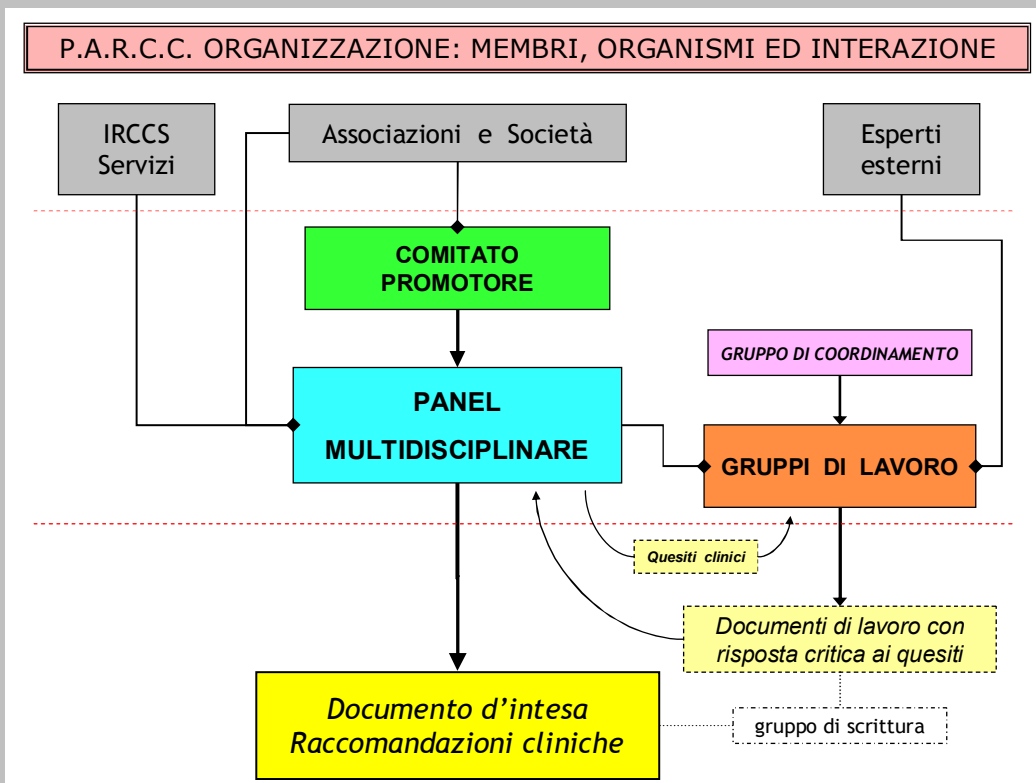 P.A.R.C.C. ORGANIZZAZIONE: MEMBRI, ORGANISMI ED INTERAZIONE
IRCCS
Servizi
Associazioni e Società
Esperti
esterni
COMITATO
PROMOTORE
GRUPPO DI COORDINAMENTO
PANEL
MULTIDISCIPLINARE
GRUPPI DI LAVORO
Quesiti clinici
Documenti di lavoro con
risposta critica ai quesiti
Documento d'intesa
Raccomandazioni cliniche
gruppo di scrittura